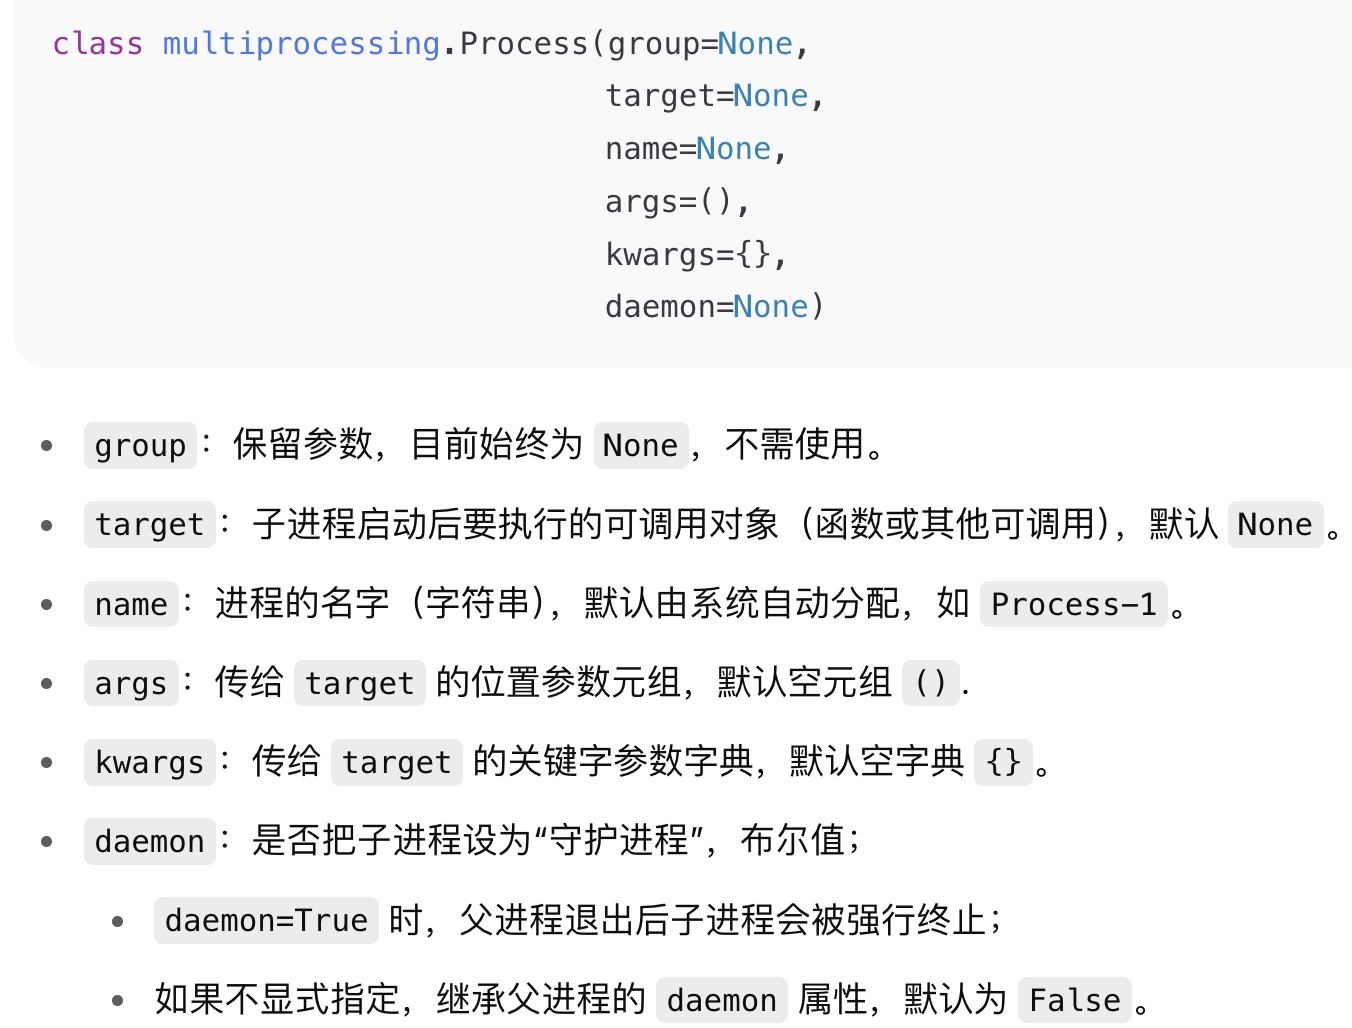 class multiprocessing.Process(group=None,
target=None,
name=None,
args=(),
kwargs={},
daemon=None)
group：保留参数，目前始终为 None，不需使用。
target：子进程启动后要执行的可调用对象（函数或其他可调用），默认 None。
name：进程的名字（字符串），默认由系统自动分配，如 Process-1。
args：传给 target 的位置参数元组，默认空元组 ().
kwargs：传给 target 的关键字参数字典，默认空字典 {}。
daemon：是否把子进程设为“守护进程”，布尔值；
daemon=True 时，父进程退出后子进程会被强行终止；
如果不显式指定，继承父进程的 daemon 属性，默认为 False。